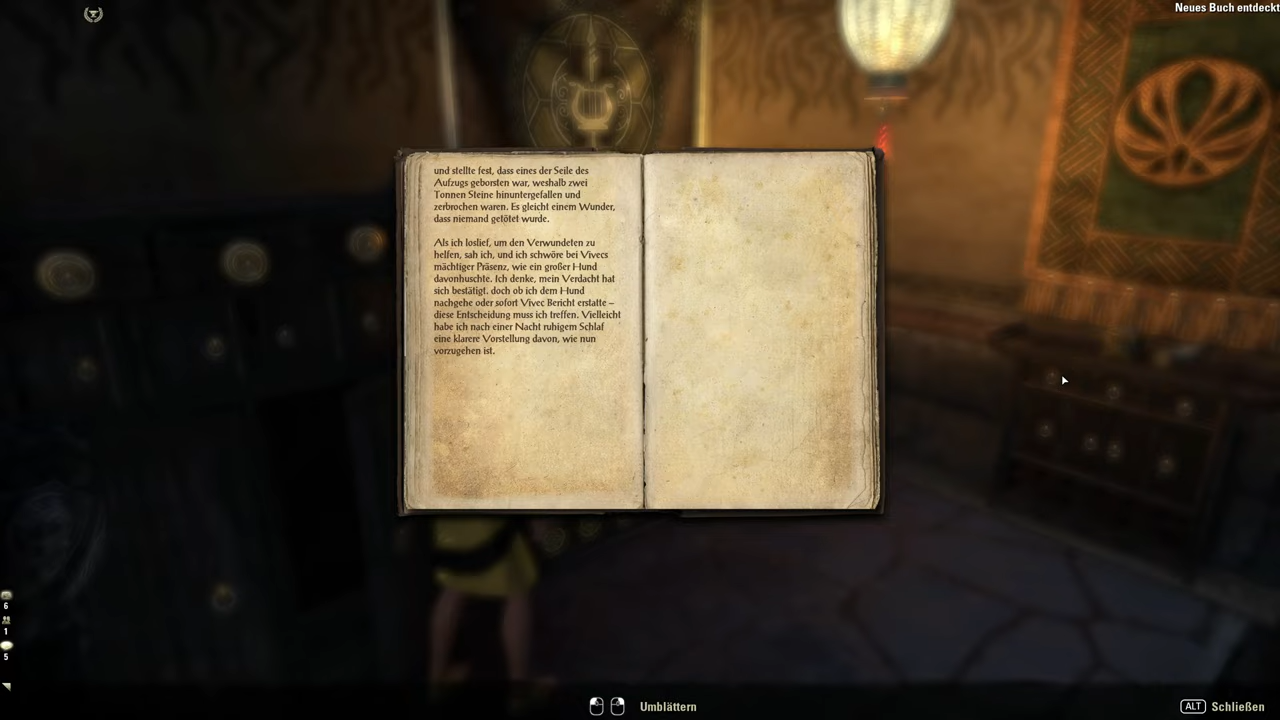 Neues Buch entdeckt
und stellte fest, dass eines der Seile des
Aufzugs geborsten war, weshalb zwei
Tonnen Steine hinuntergefallen und
zerbrochen waren. Es gleicht einem Wunder,
dass niemand getötet wurde.
Als ich loslief, um den Verwundeten zu
helfen, sah ich, und ich schwöre bei Vivecs
mächtiger Präsenz, wie ein großer Hund
davonhuschte. Ich denke, mein Verdacht hat
sich bestätigt. doch ob ich dem Hund
nachgehe oder sofort Vivec Bericht erstatte –
diese Entscheidung muss ich treffen. Vielleicht
habe ich nach einer Nacht ruhigem Schlaf
eine klarere Vorstellung davon, wie nun
vorzugehen ist.
6
1
5
Umblättern
ALT Schließen